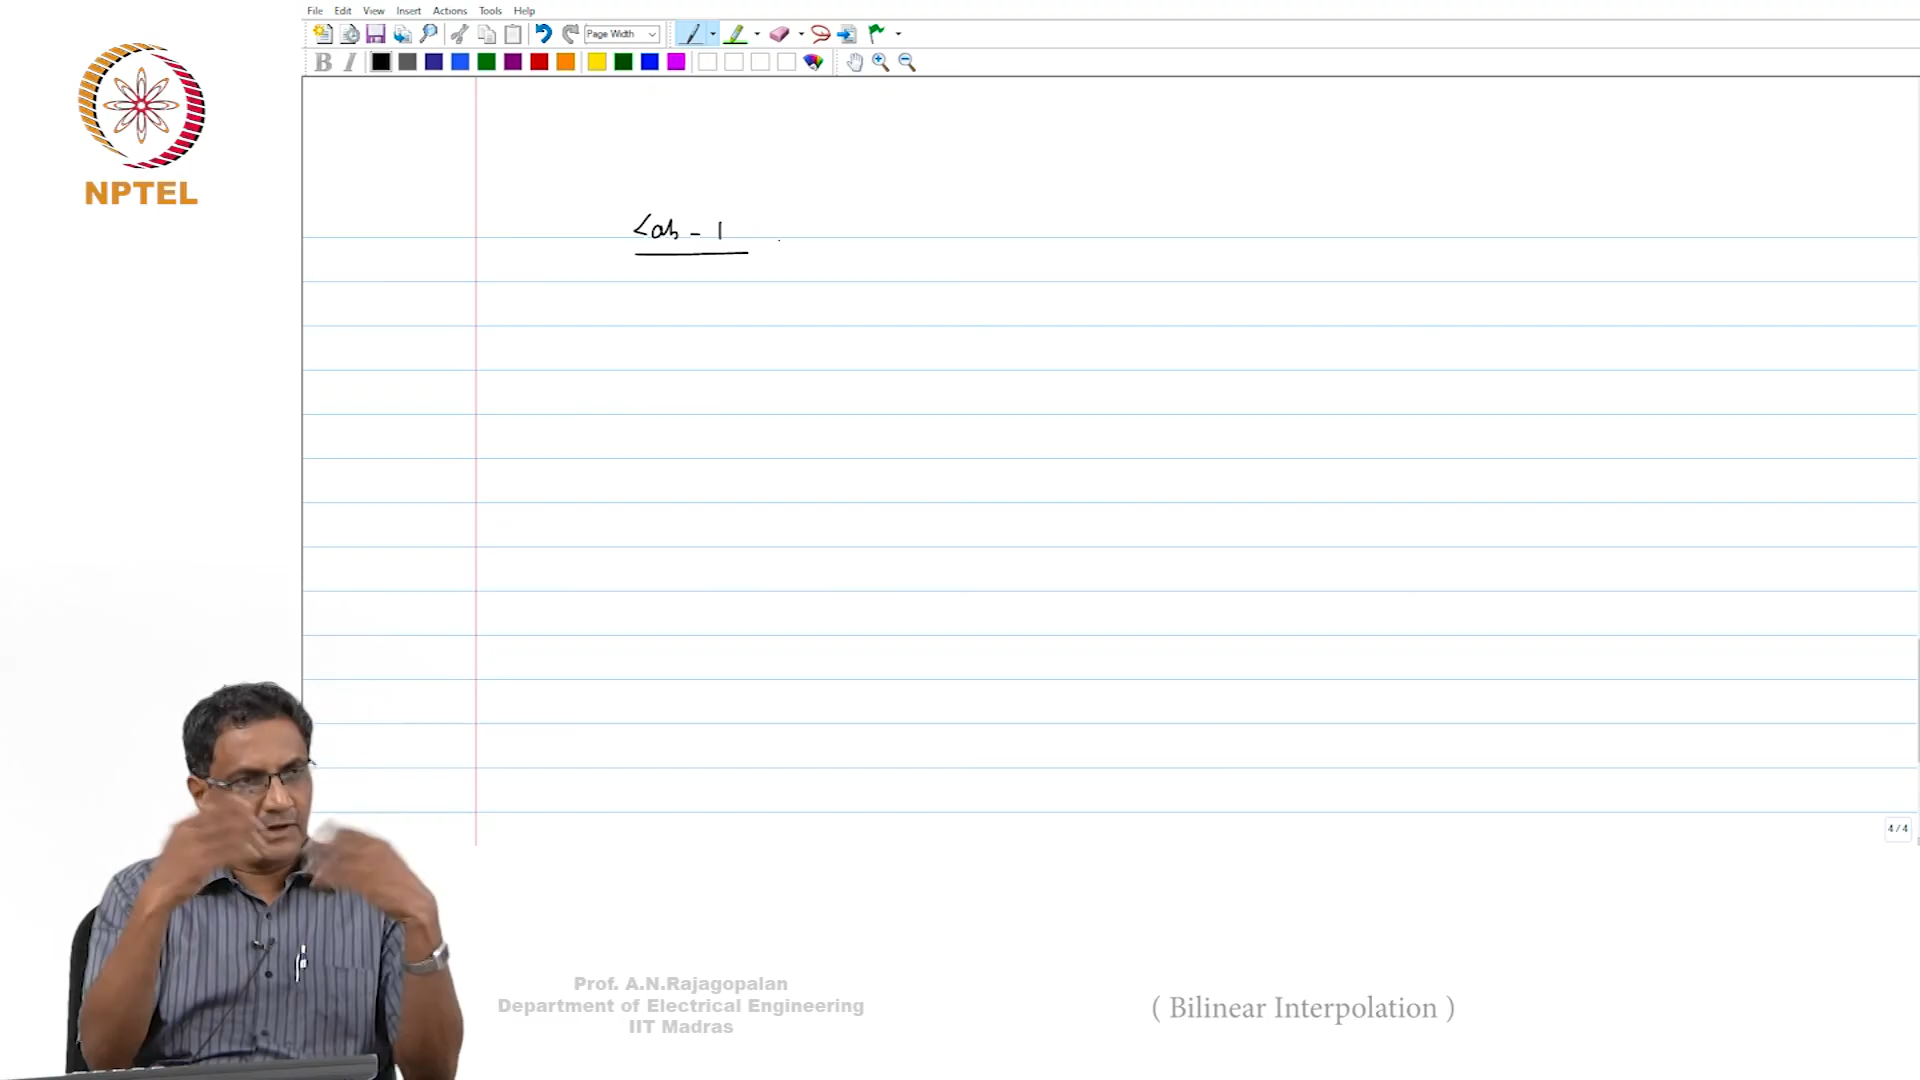 File Edit View Insert Actions Tools Help
Page Width
B I
NPTEL
Lab - 1
4 / 4
Prof. A.N.Rajagopalan
Department of Electrical Engineering
IIT Madras
( Bilinear Interpolation )